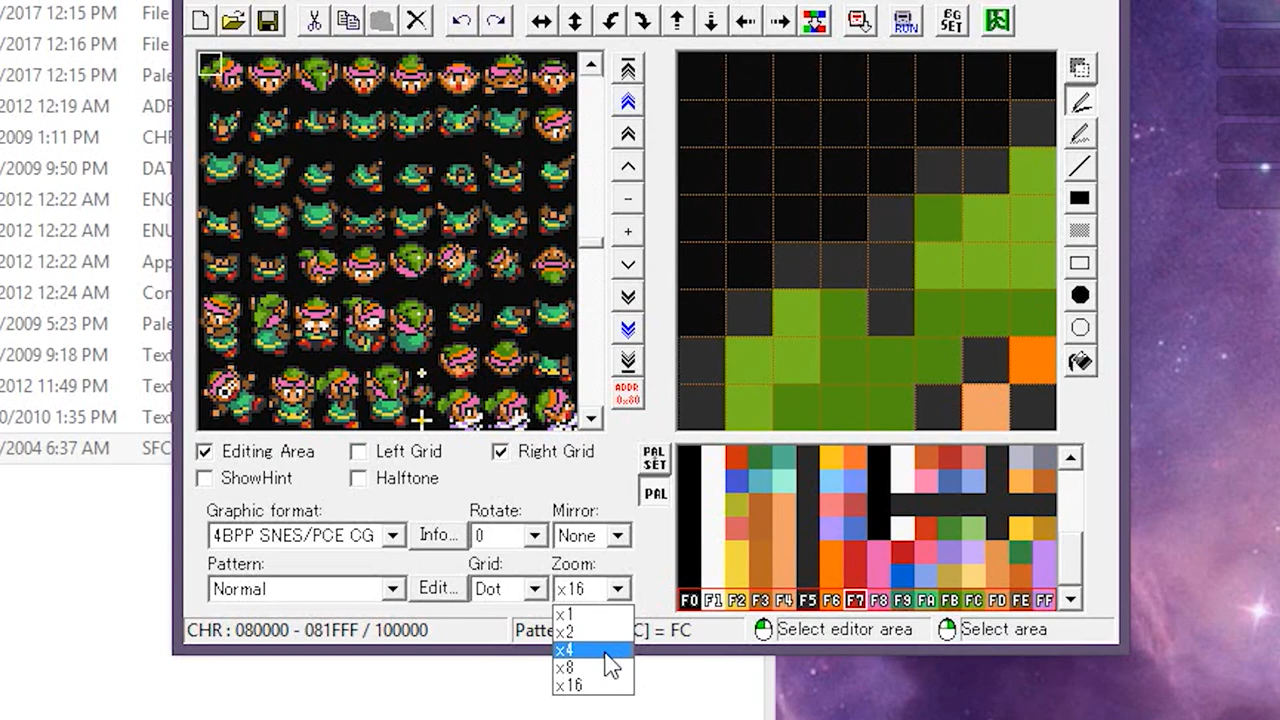 /2017 12:15 PM File
/2017 12:16 PM File
/2017 12:15 PM Pale
2012 12:19 AM ADF
2009 1:11 PM CHR
/2009 9:50 PM DAT
2012 12:22 AM ENG
2012 12:22 AM ENU
2012 12:22 AM App
2012 12:24 AM Con
/2009 5:23 PM Pale
/2009 9:18 PM Text
2012 11:49 PM Text
0/2010 1:35 PM Text
/2004 6:37 AM SFC
RUN
BG
SET
ADDR
0x80
Editing Area
Left Grid
Right Grid
ShowHint
Halftone
PAL
SET
PAL
Graphic format:
Rotate:
Mirror:
4BPP SNES/PCE CG
Info...
0
None
Pattern:
Grid:
Zoom:
Normal
Edit...
Dot
x16
F0 F1 F2 F3 F4 F5 F6 F7 F8 F9 FA FB FC FD FE FF
x1
x2
x4
x8
x16
CHR : 080000 - 081FFF / 100000
Patte
C] = FC
Select editor area
Select area